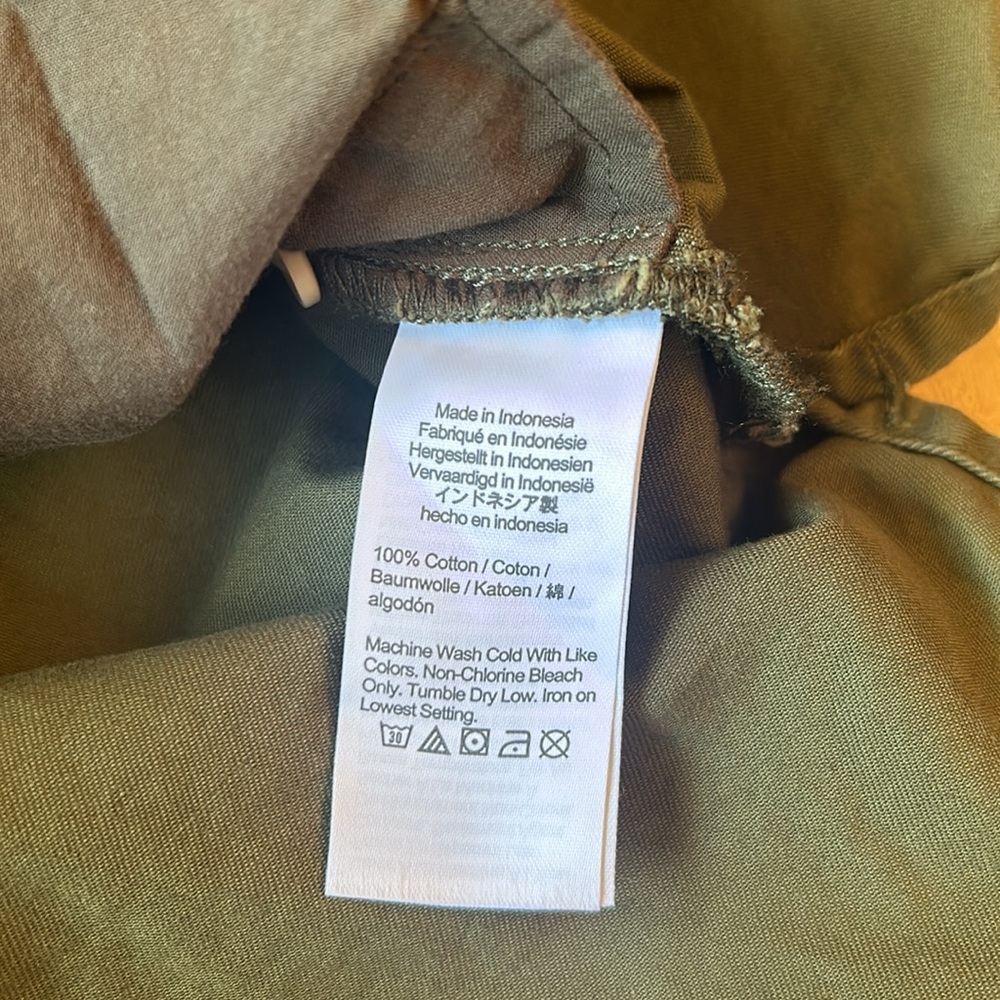 Made in Indonesia
Fabriqué en Indonésie
Hergestellt in Indonesien
Vervaardigd in Indonesië
インドネシア製
hecho en indonesia
100% Cotton / Coton /
Baumwolle / Katoen / 綿 /
algodón
Machine Wash Cold With Like
Colors. Non-Chlorine Bleach
Only. Tumble Dry Low. Iron on
Lowest Setting.
30